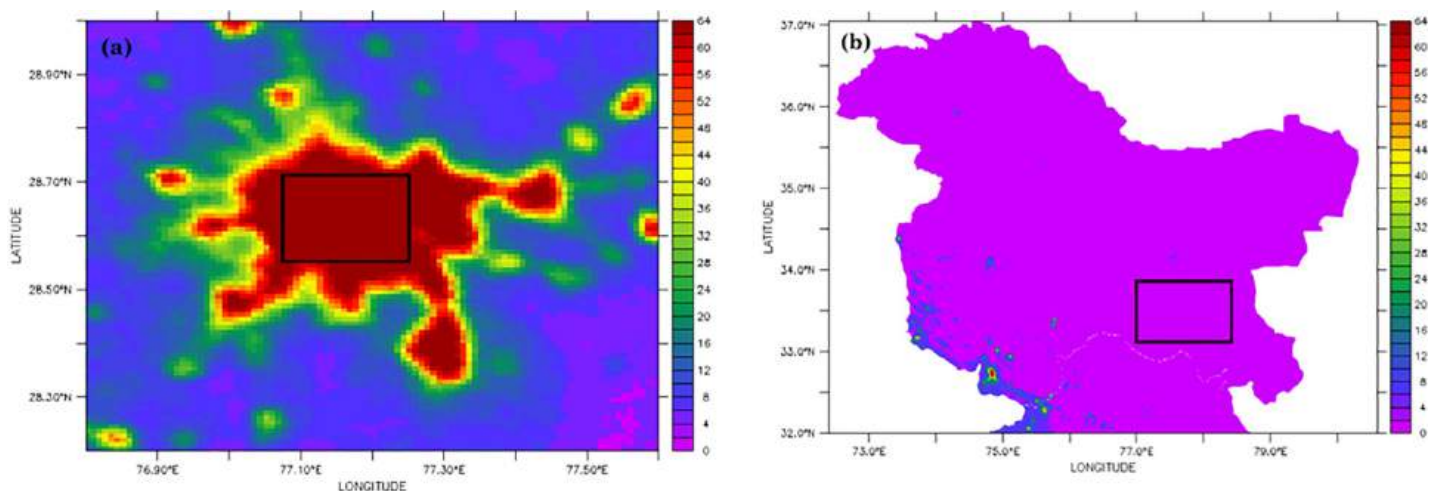 (a)
28.90°N
28.70°N
28.50°N
28.30°N
LATITUDE
76.90°E
77.10°E
77.30°E
77.50°E
LONGITUDE
64
60
56
52
48
44
40
36
32
28
24
20
16
12
8
4
0
(b)
37.0°N
36.0°N
35.0°N
34.0°N
33.0°N
32.0°N
LATITUDE
73.0°E
75.0°E
77.0°E
79.0°E
LONGITUDE
64
60
56
52
48
44
40
36
32
28
24
20
16
12
8
4
0